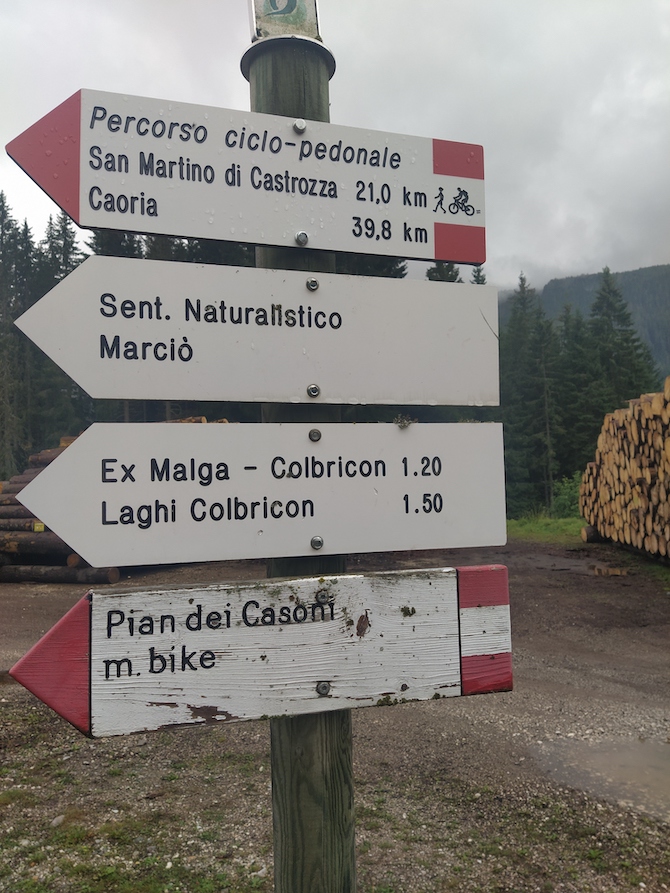 Percorso ciclo-pedonale
San Martino di Castrozza 21,0 km
Caoria 39,8 km
Sent. Naturalistico
Marciò
Ex Malga - Colbricon 1.20
Laghi Colbricon 1.50
Pian dei Casoni
m. bike